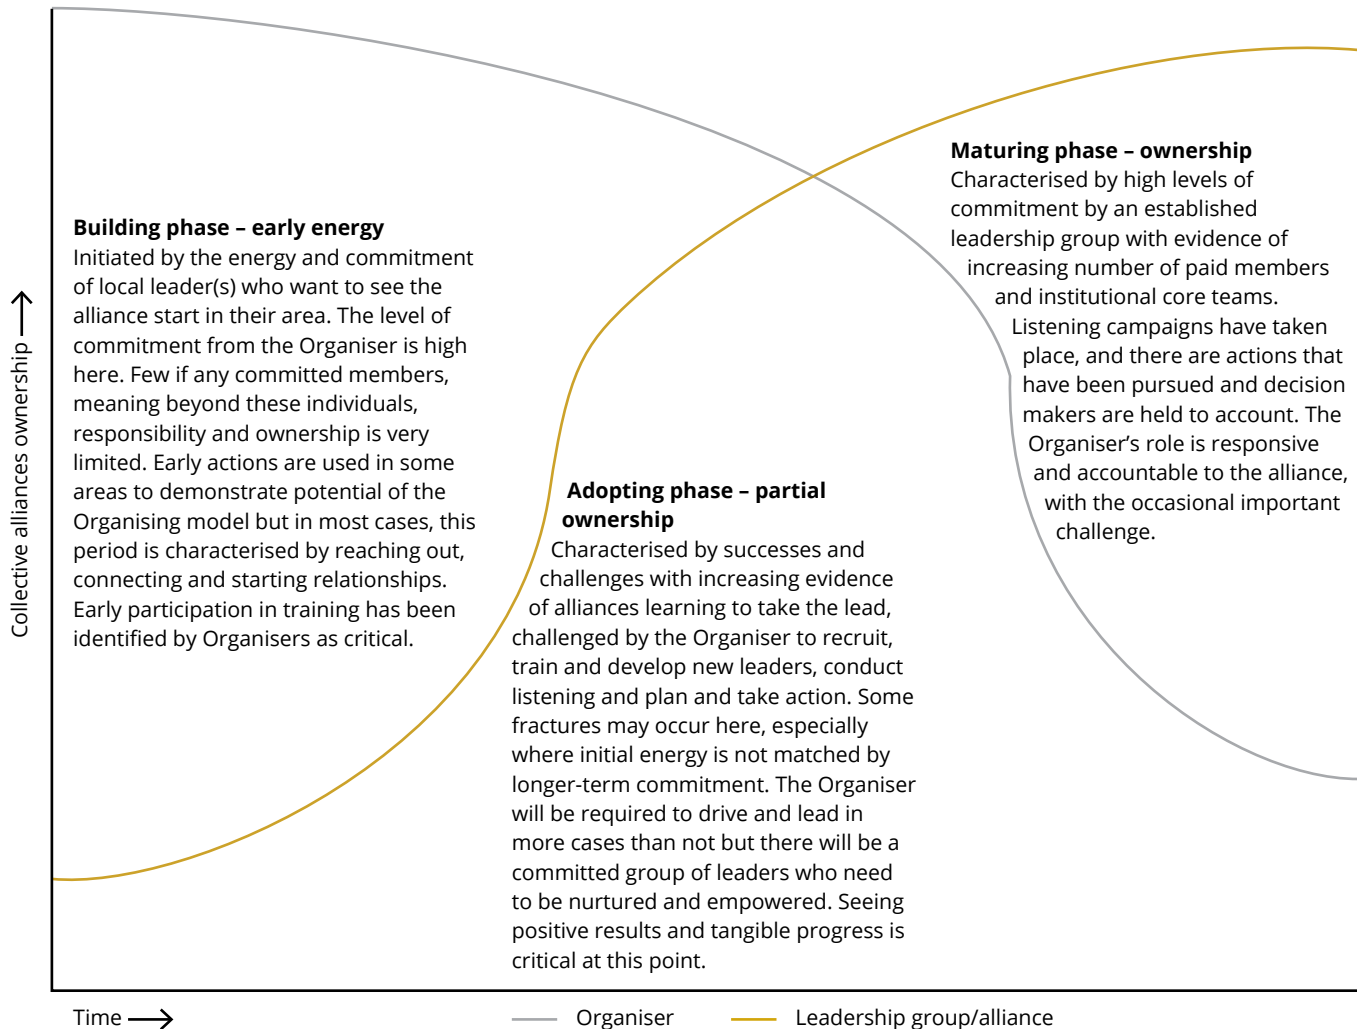 Collective alliances ownership
Building phase – early energy
Initiated by the energy and commitment
of local leader(s) who want to see the
alliance start in their area. The level of
commitment from the Organiser is high
here. Few if any committed members,
meaning beyond these individuals,
responsibility and ownership is very
limited. Early actions are used in some
areas to demonstrate potential of the
Organising model but in most cases, this
period is characterised by reaching out,
connecting and starting relationships.
Early participation in training has been
identified by Organisers as critical.
Adopting phase – partial
ownership
Characterised by successes and
challenges with increasing evidence
of alliances learning to take the lead,
challenged by the Organiser to recruit,
train and develop new leaders, conduct
listening and plan and take action. Some
fractures may occur here, especially
where initial energy is not matched by
longer-term commitment. The Organiser
will be required to drive and lead in
more cases than not but there will be a
committed group of leaders who need
to be nurtured and empowered. Seeing
positive results and tangible progress is
critical at this point.
Maturing phase – ownership
Characterised by high levels of
commitment by an established
leadership group with evidence of
increasing number of paid members
and institutional core teams.
Listening campaigns have taken
place, and there are actions that
have been pursued and decision
makers are held to account. The
Organiser’s role is responsive
and accountable to the alliance,
with the occasional important
challenge.
Time
Organiser
Leadership group/alliance